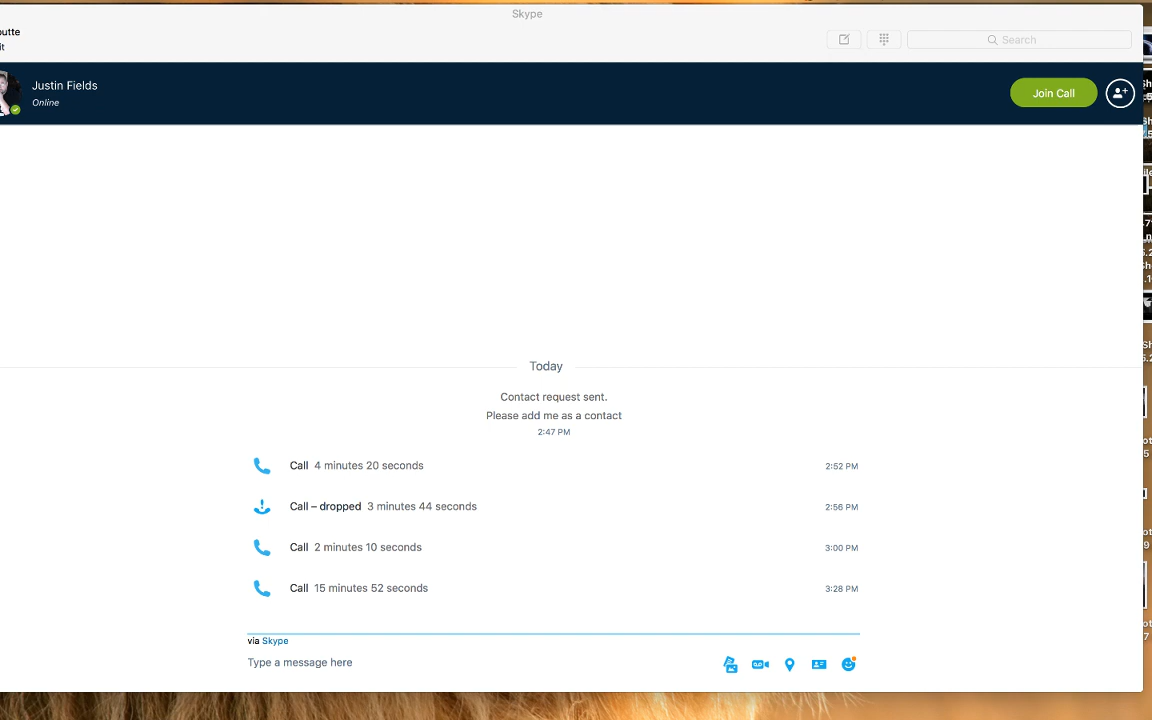 Skype
outte
it
Search
Justin Fields
Online
Join Call
Today
Contact request sent.
Please add me as a contact
2:47 PM
Call 4 minutes 20 seconds 2:52 PM
Call – dropped 3 minutes 44 seconds 2:56 PM
Call 2 minutes 10 seconds 3:00 PM
Call 15 minutes 52 seconds 3:28 PM
via Skype
Type a message here